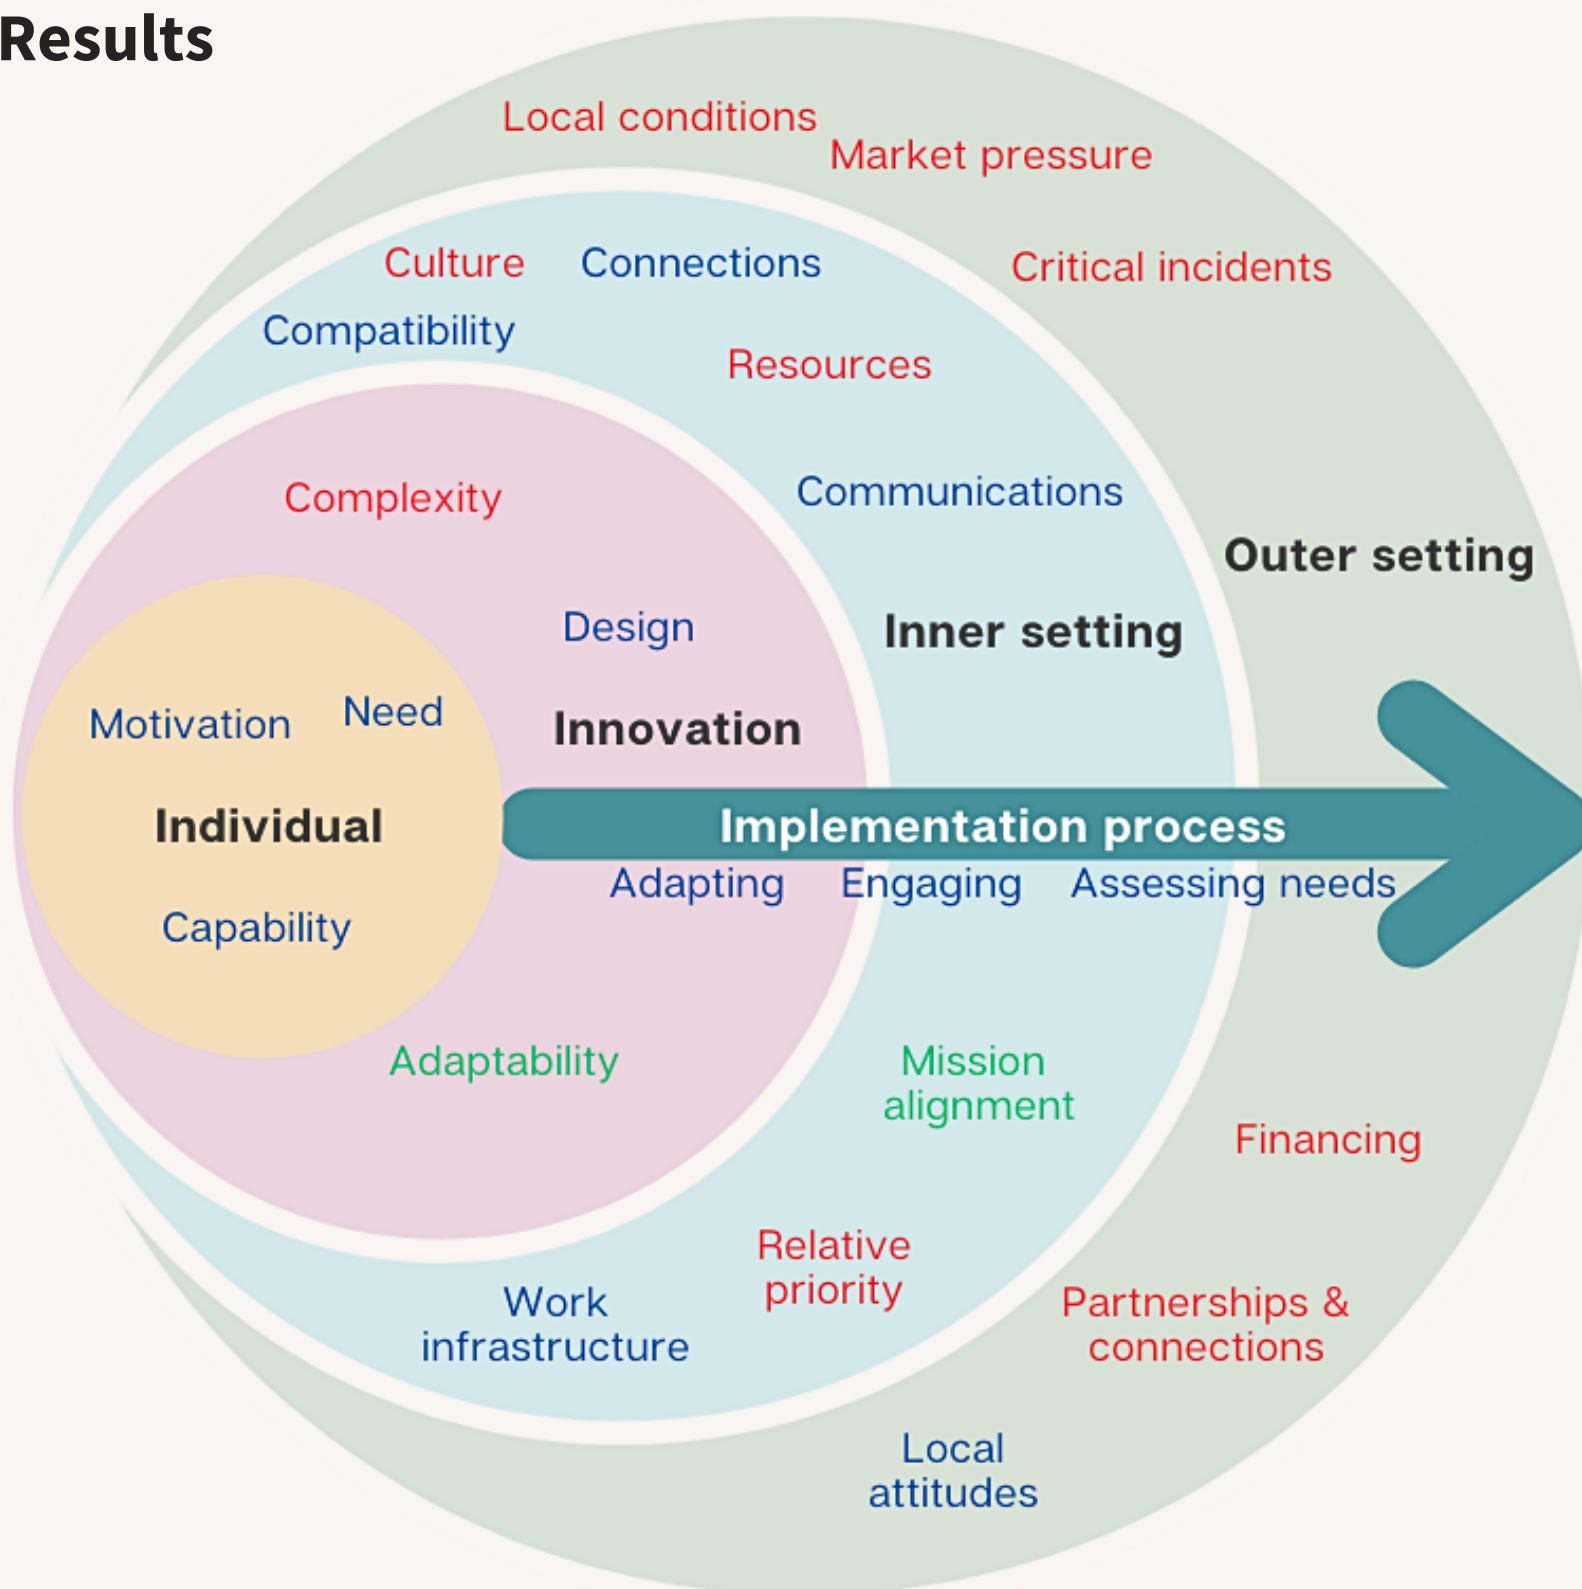 Results
Local conditions
Market pressure
Culture
Connections
Critical incidents
Compatibility
Resources
Complexity
Communications
Outer setting
Design
Inner setting
Motivation
Need
Innovation
Individual
Implementation process
Adapting
Engaging
Assessing needs
Capability
Adaptability
Mission
alignment
Financing
Relative
priority
Work
infrastructure
Partnerships &
connections
Local
attitudes